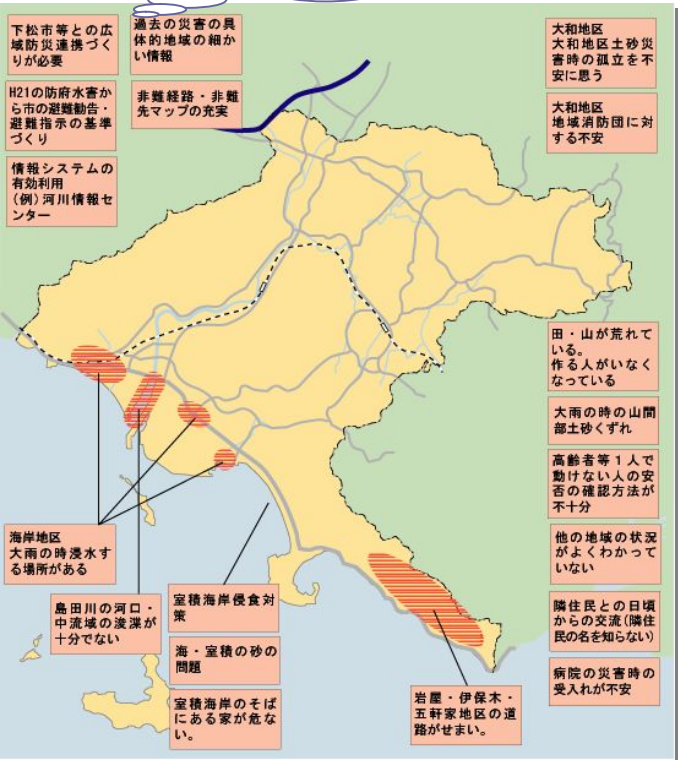 下松市等との広
域防災連携づく
りが必要
過去の災害の具
体的地域の細か
い情報
大和地区
大和地区土砂災
害時の孤立を不
安に思う
H21の防府水害か
ら市の避難勧告・
避難指示の基準
づくり
非難経路・非難
先マップの充実
大和地区
地域消防団に対
する不安
情報システムの
有効利用
(例)河川情報セ
ンター
田・山が荒れて
いる。
作る人がいなく
なっている
大雨の時の山間
部土砂くずれ
高齢者等1人で
動けない人の安
否の確認方法が
不十分
海岸地区
大雨の時浸水す
る場所がある
他の地域の状況
がよくわかって
いない
島田川の河口・
中流域の浚渫が
十分でない
室積海岸侵食対
策
隣住民との日頃
からの交流(隣住
民の名を知らない)
海・室積の砂の
問題
病院の災害時の
受入れが不安
室積海岸のそば
にある家が危な
い。
岩屋・伊保木・
五軒家地区の道
路がせまい。